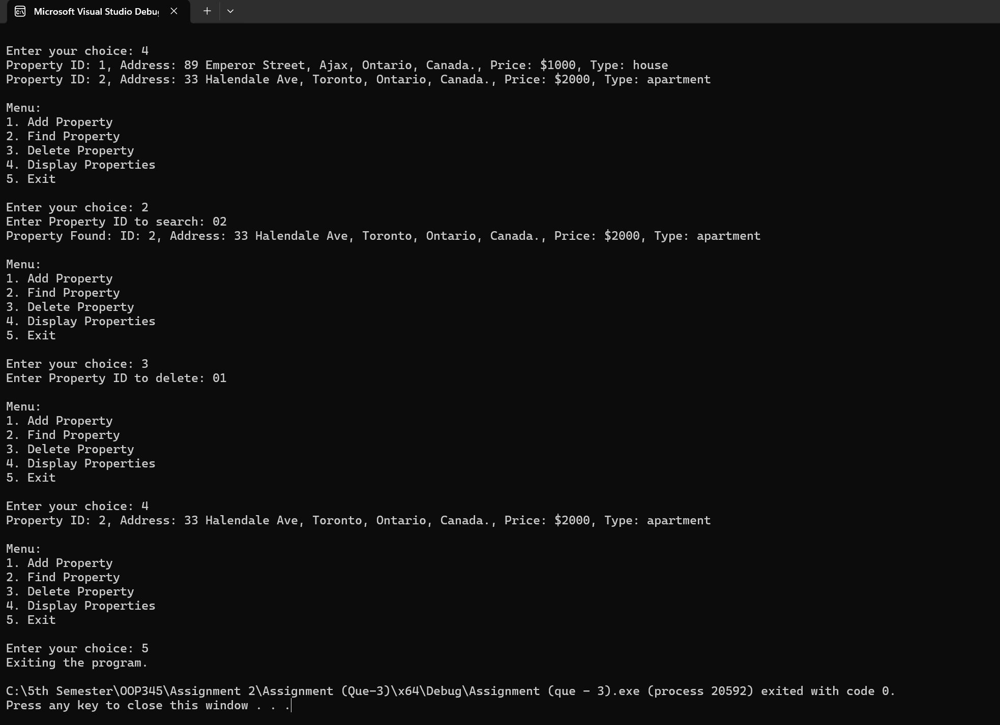 Microsoft Visual Studio Debu
Enter your choice: 4
Property ID: 1, Address: 89 Emperor Street, Ajax, Ontario, Canada., Price: $1000, Type: house
Property ID: 2, Address: 33 Halendale Ave, Toronto, Ontario, Canada., Price: $2000, Type: apartment
Menu:
1. Add Property
2. Find Property
3. Delete Property
4. Display Properties
5. Exit
Enter your choice: 2
Enter Property ID to search: 02
Property Found: ID: 2, Address: 33 Halendale Ave, Toronto, Ontario, Canada., Price: $2000, Type: apartment
Menu:
1. Add Property
2. Find Property
3. Delete Property
4. Display Properties
5. Exit
Enter your choice: 3
Enter Property ID to delete: 01
Menu:
1. Add Property
2. Find Property
3. Delete Property
4. Display Properties
5. Exit
Enter your choice: 4
Property ID: 2, Address: 33 Halendale Ave, Toronto, Ontario, Canada., Price: $2000, Type: apartment
Menu:
1. Add Property
2. Find Property
3. Delete Property
4. Display Properties
5. Exit
Enter your choice: 5
Exiting the program.
C:\5th Semester\OOP345\Assignment 2\Assignment (Que-3)\x64\Debug\Assignment (que - 3).exe (process 20592) exited with code 0.
Press any key to close this window . . .